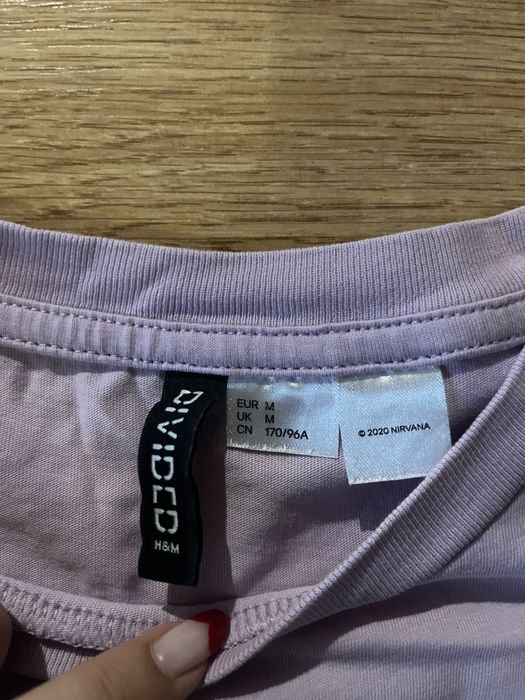 DIVIDED
H&M
EUR M
UK M
CN 170/96A
© 2020 NIRVANA